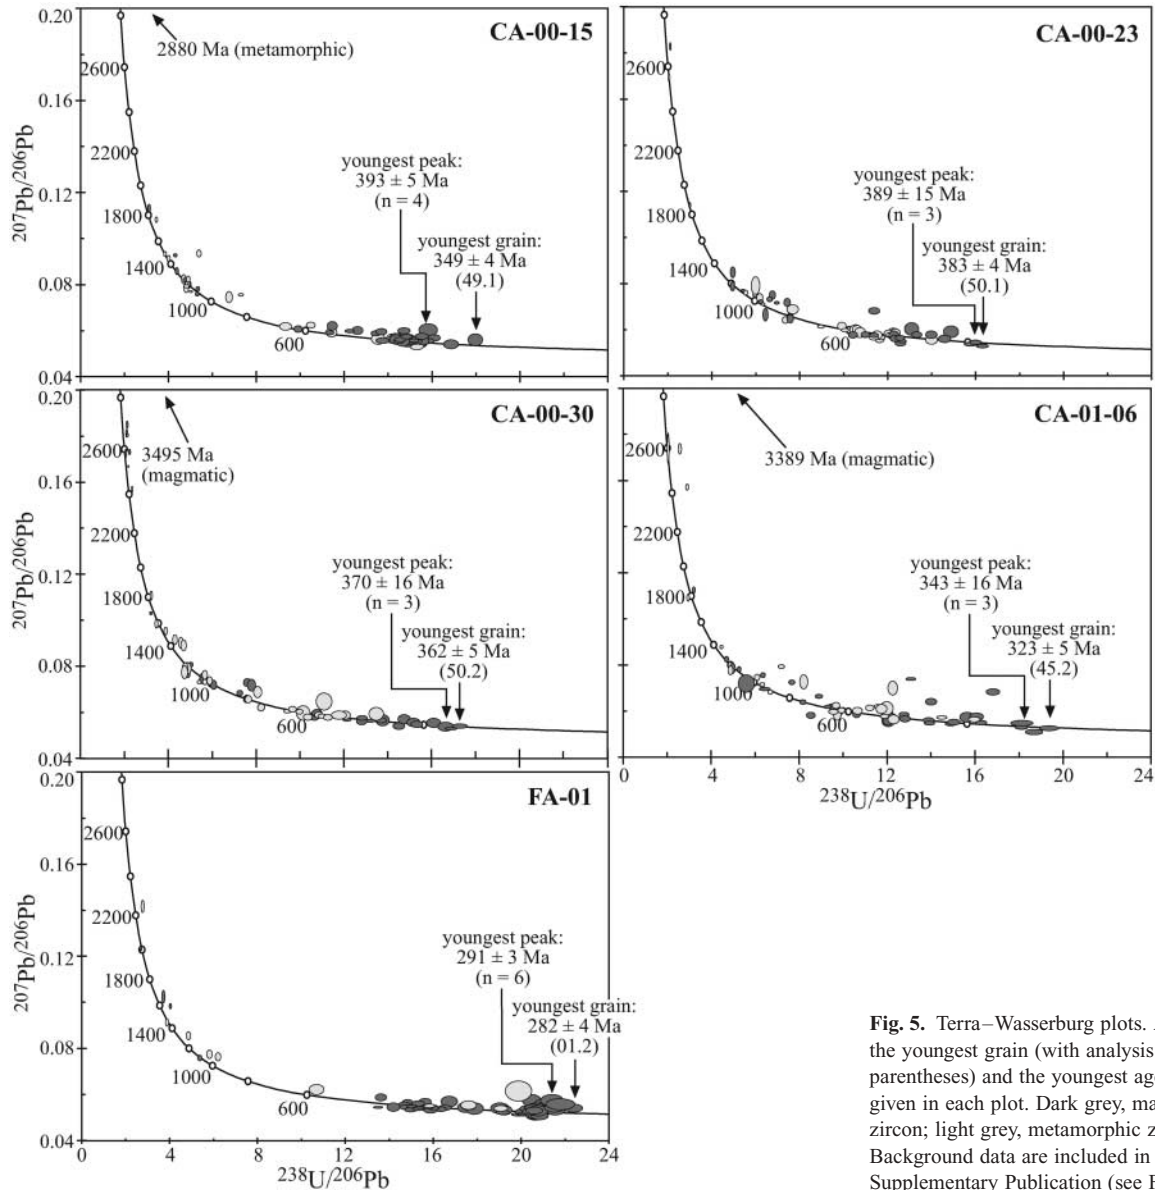 CA-00-15
0.20
0.16
0.12
0.08
0.04
207Pb/206Pb
2880 Ma (metamorphic)
2600
2200
1800
1400
1000
600
youngest peak:
393 ± 5 Ma
(n = 4)
youngest grain:
349 ± 4 Ma
(49.1)
CA-00-23
2600
2200
1800
1400
1000
600
youngest peak:
389 ± 15 Ma
(n = 3)
youngest grain:
383 ± 4 Ma
(50.1)
CA-00-30
0.20
0.16
0.12
0.08
0.04
207Pb/206Pb
3495 Ma
(magmatic)
2600
2200
1800
1400
1000
600
youngest peak:
370 ± 16 Ma
(n = 3)
youngest grain:
362 ± 5 Ma
(50.2)
CA-01-06
3389 Ma (magmatic)
2600
2200
1800
1400
1000
600
youngest peak:
343 ± 16 Ma
(n = 3)
youngest grain:
323 ± 5 Ma
(45.2)
0 4 8 12 16 20 24
238U/206Pb
FA-01
0.20
0.16
0.12
0.08
0.04
207Pb/206Pb
2600
2200
1800
1400
1000
600
youngest peak:
291 ± 3 Ma
(n = 6)
youngest grain:
282 ± 4 Ma
(01.2)
0 4 8 12 16 20 24
238U/206Pb
Fig. 5. Terra–Wasserburg plots.
the youngest grain (with analysis
parentheses) and the youngest
given in each plot. Dark grey,
zircon; light grey, metamorphic
Background data are included in
Supplementary Publication (see